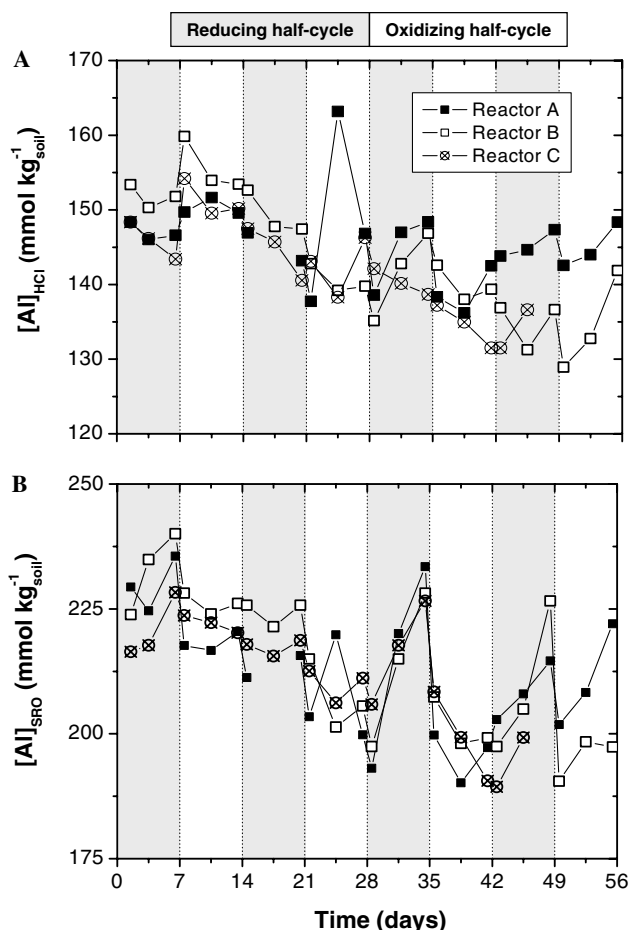 Reducing half-cycle Oxidizing half-cycle
A
170
160
150
140
130
120
[Al]HCl (mmol kg-1soil)
Reactor A
Reactor B
Reactor C
B
250
225
200
175
[Al]SRO (mmol kg-1soil)
0 7 14 21 28 35 42 49 56
Time (days)